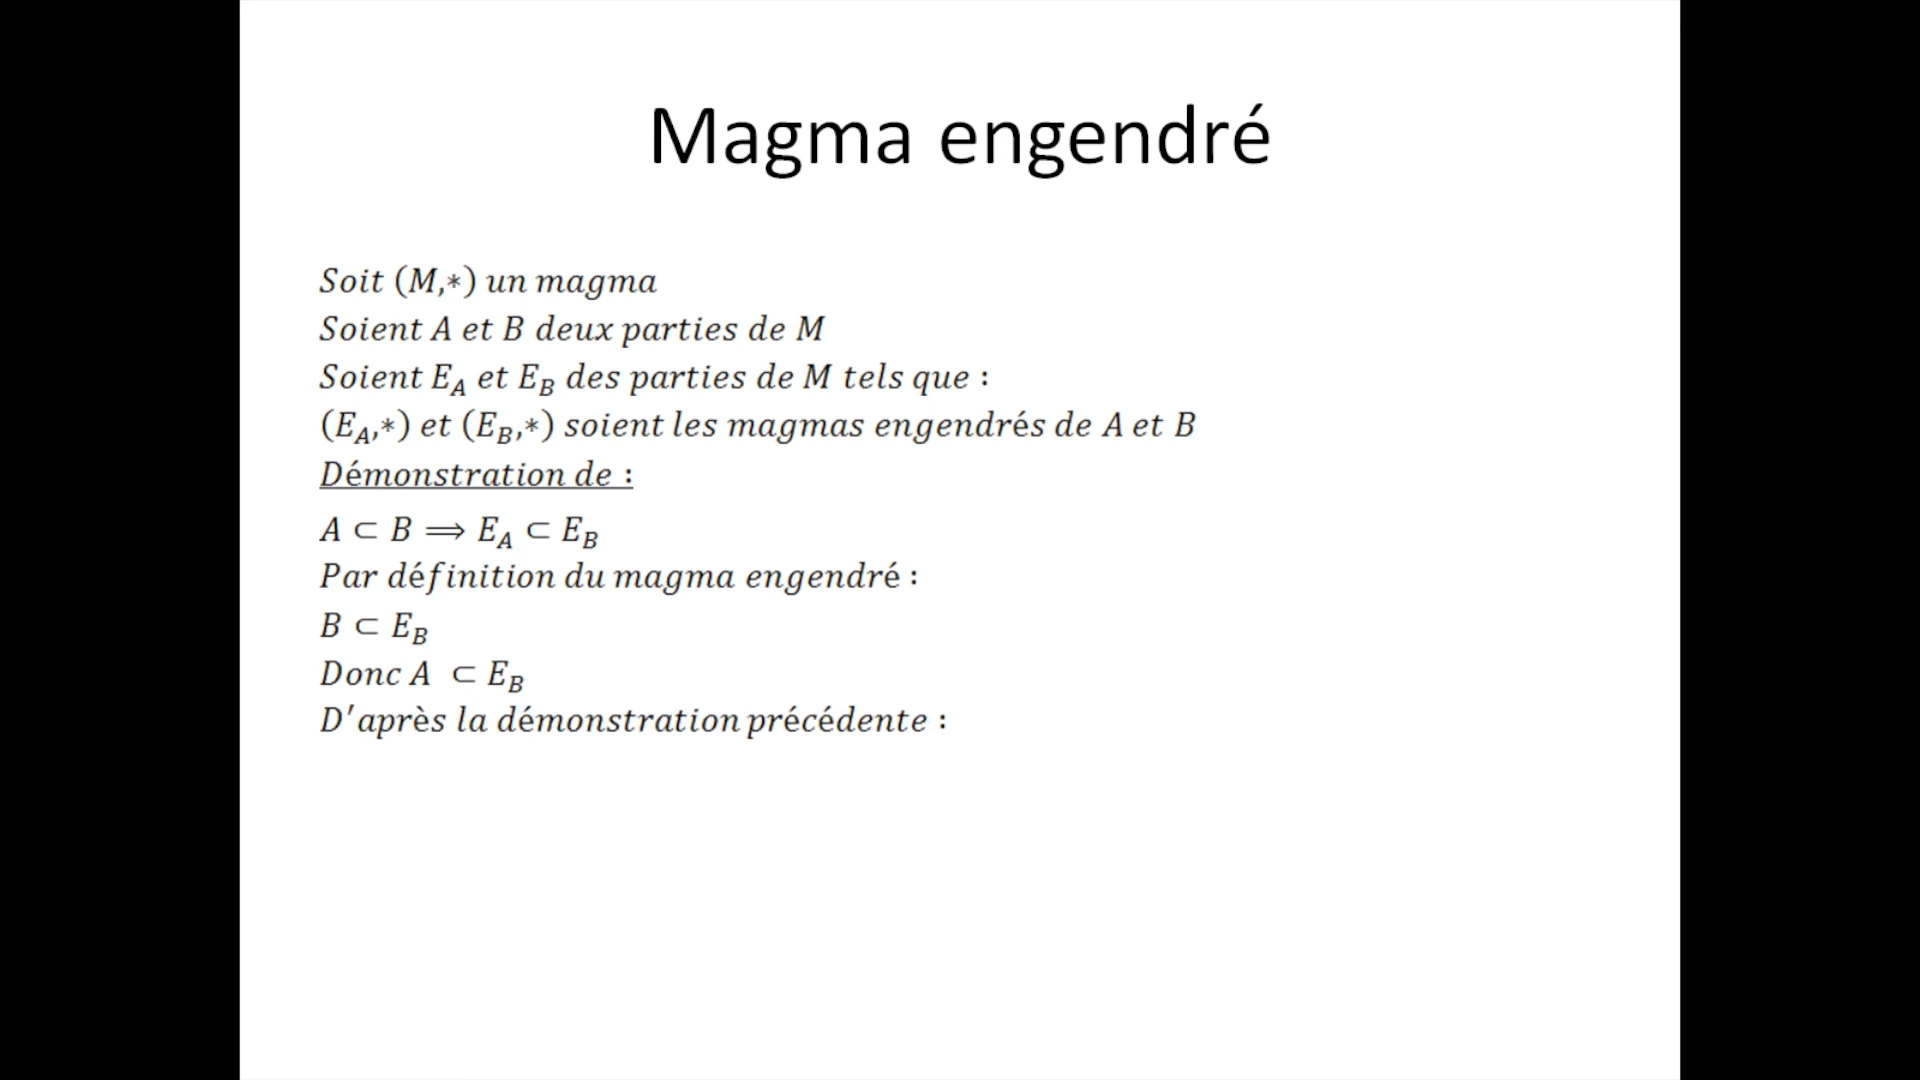 Magma engendré
Soit (M,*) un magma
Soient A et B deux parties de M
Soient E_A et E_B des parties de M tels que :
(E_A,*) et (E_B,*) soient les magmas engendrés de A et B
Démonstration de :
A ⊂ B ⟹ E_A ⊂ E_B
Par définition du magma engendré :
B ⊂ E_B
Donc A ⊂ E_B
D'après la démonstration précédente :